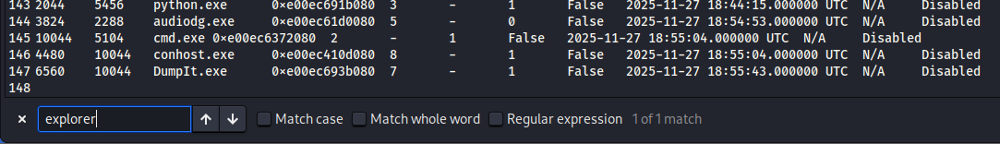 143 2044 5456 python.exe 0×e00ec691b080 3 - 1 False 2025-11-27 18:44:15.000000 UTC N/A Disabled
144 3824 2288 audiodg.exe 0×e00ec61d0080 5 - 0 False 2025-11-27 18:54:53.000000 UTC N/A Disabled
145 10044 5104 cmd.exe 0×e00ec6372080 2 - 1 False 2025-11-27 18:55:04.000000 UTC N/A Disabled
146 4480 10044 conhost.exe 0×e00ec410d080 8 - 1 False 2025-11-27 18:55:04.000000 UTC N/A Disabled
147 6560 10044 DumpIt.exe 0×e00ec693b080 7 - 1 False 2025-11-27 18:55:43.000000 UTC N/A Disabled
148
explorer Match case Match whole word Regular expression 1 of 1 match